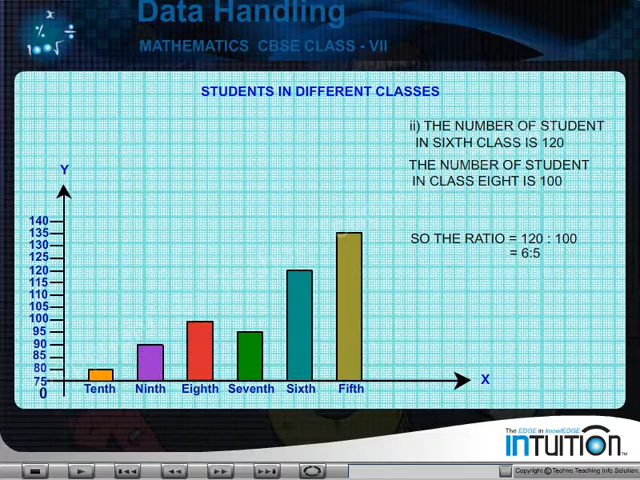 Data Handling
MATHEMATICS CBSE CLASS - VII
STUDENTS IN DIFFERENT CLASSES
ii) THE NUMBER OF STUDENT
IN SIXTH CLASS IS 120
THE NUMBER OF STUDENT
IN CLASS EIGHT IS 100
SO THE RATIO = 120 : 100
= 6:5
Y
140
135
130
125
120
115
110
105
100
95
90
85
80
75
0
Tenth Ninth Eighth Seventh Sixth Fifth
X
The EDGE in knowlEDGE
INTUITION
Copyright © Techno Teaching Info Solution